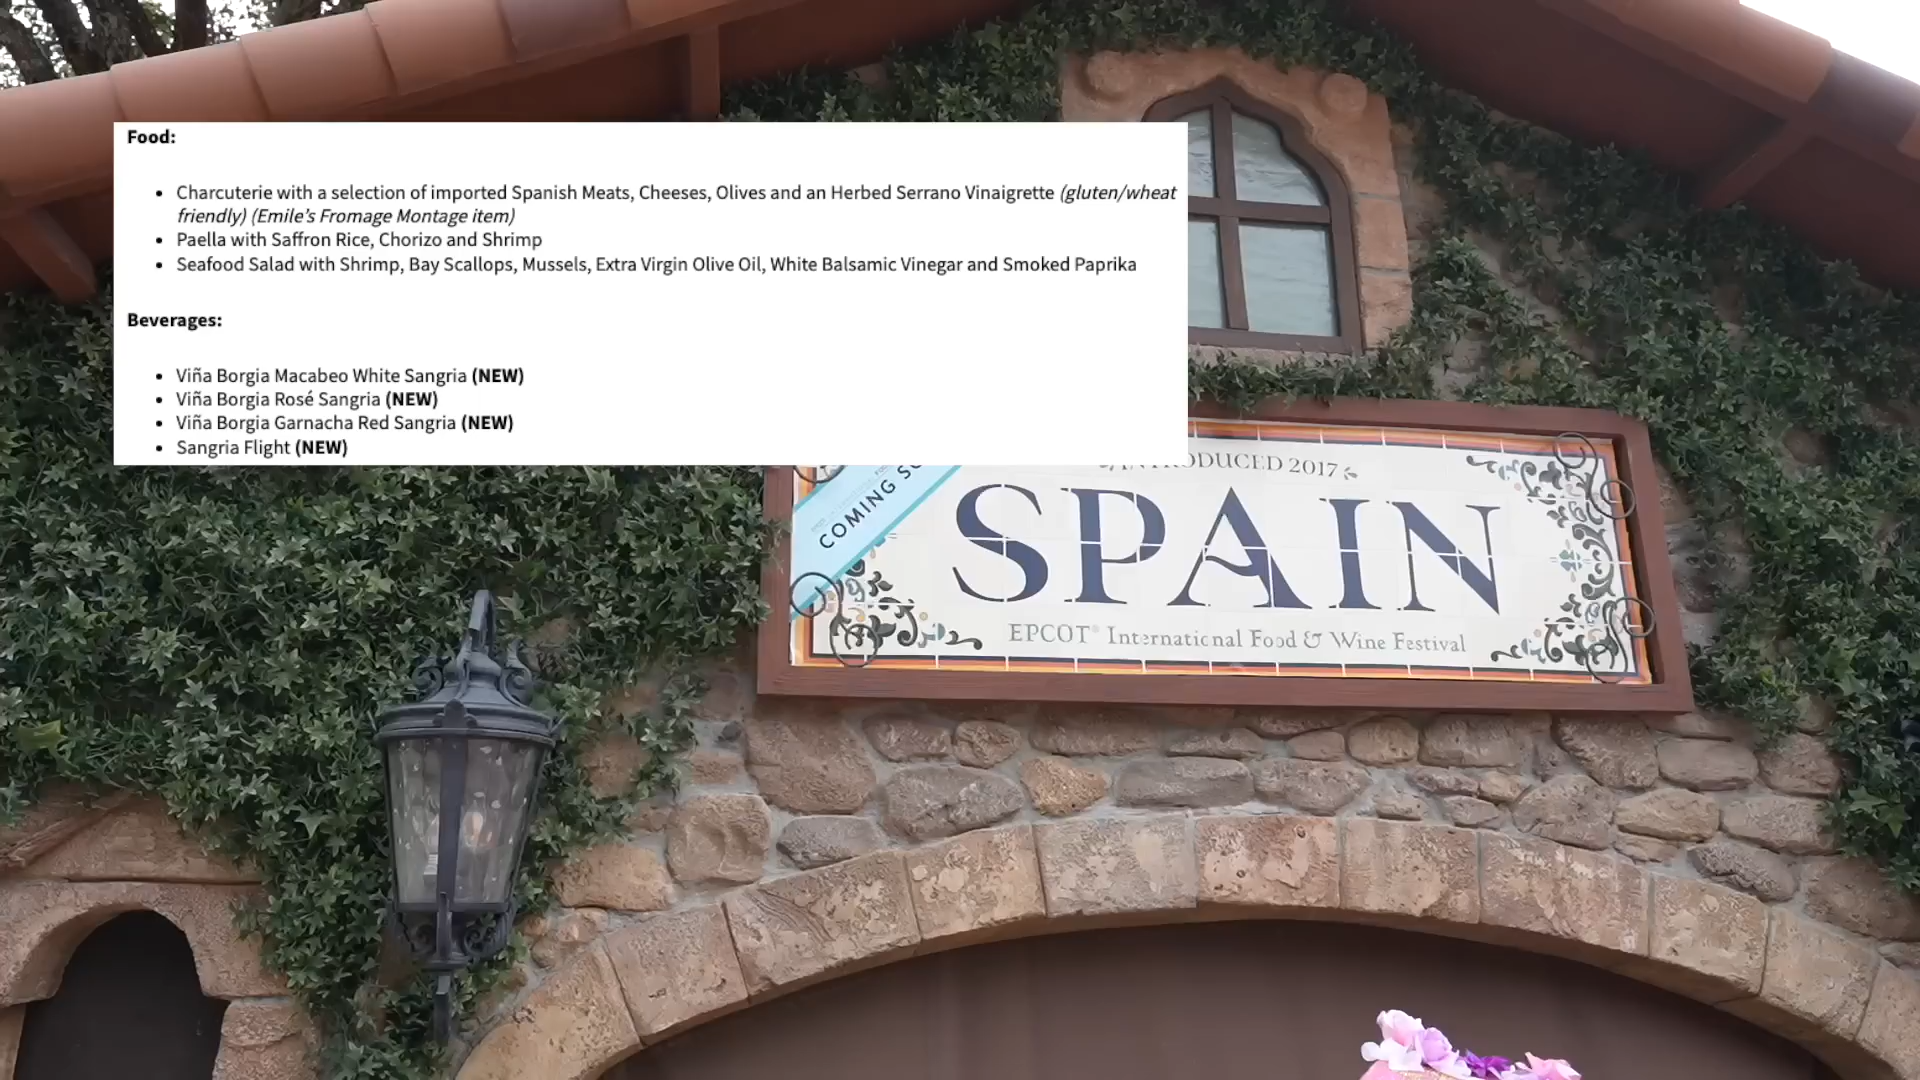 Food:
• Charcuterie with a selection of imported Spanish Meats, Cheeses, Olives and an Herbed Serrano Vinaigrette (gluten/wheat
friendly) (Emile’s Fromage Montage item)
• Paella with Saffron Rice, Chorizo and Shrimp
• Seafood Salad with Shrimp, Bay Scallops, Mussels, Extra Virgin Olive Oil, White Balsamic Vinegar and Smoked Paprika
Beverages:
• Viña Borgia Macabeo White Sangria (NEW)
• Viña Borgia Rosé Sangria (NEW)
• Viña Borgia Garnacha Red Sangria (NEW)
• Sangria Flight (NEW)
INTRODUCED 2017
COMING
SPAIN
EPCOT® International Food & Wine Festival